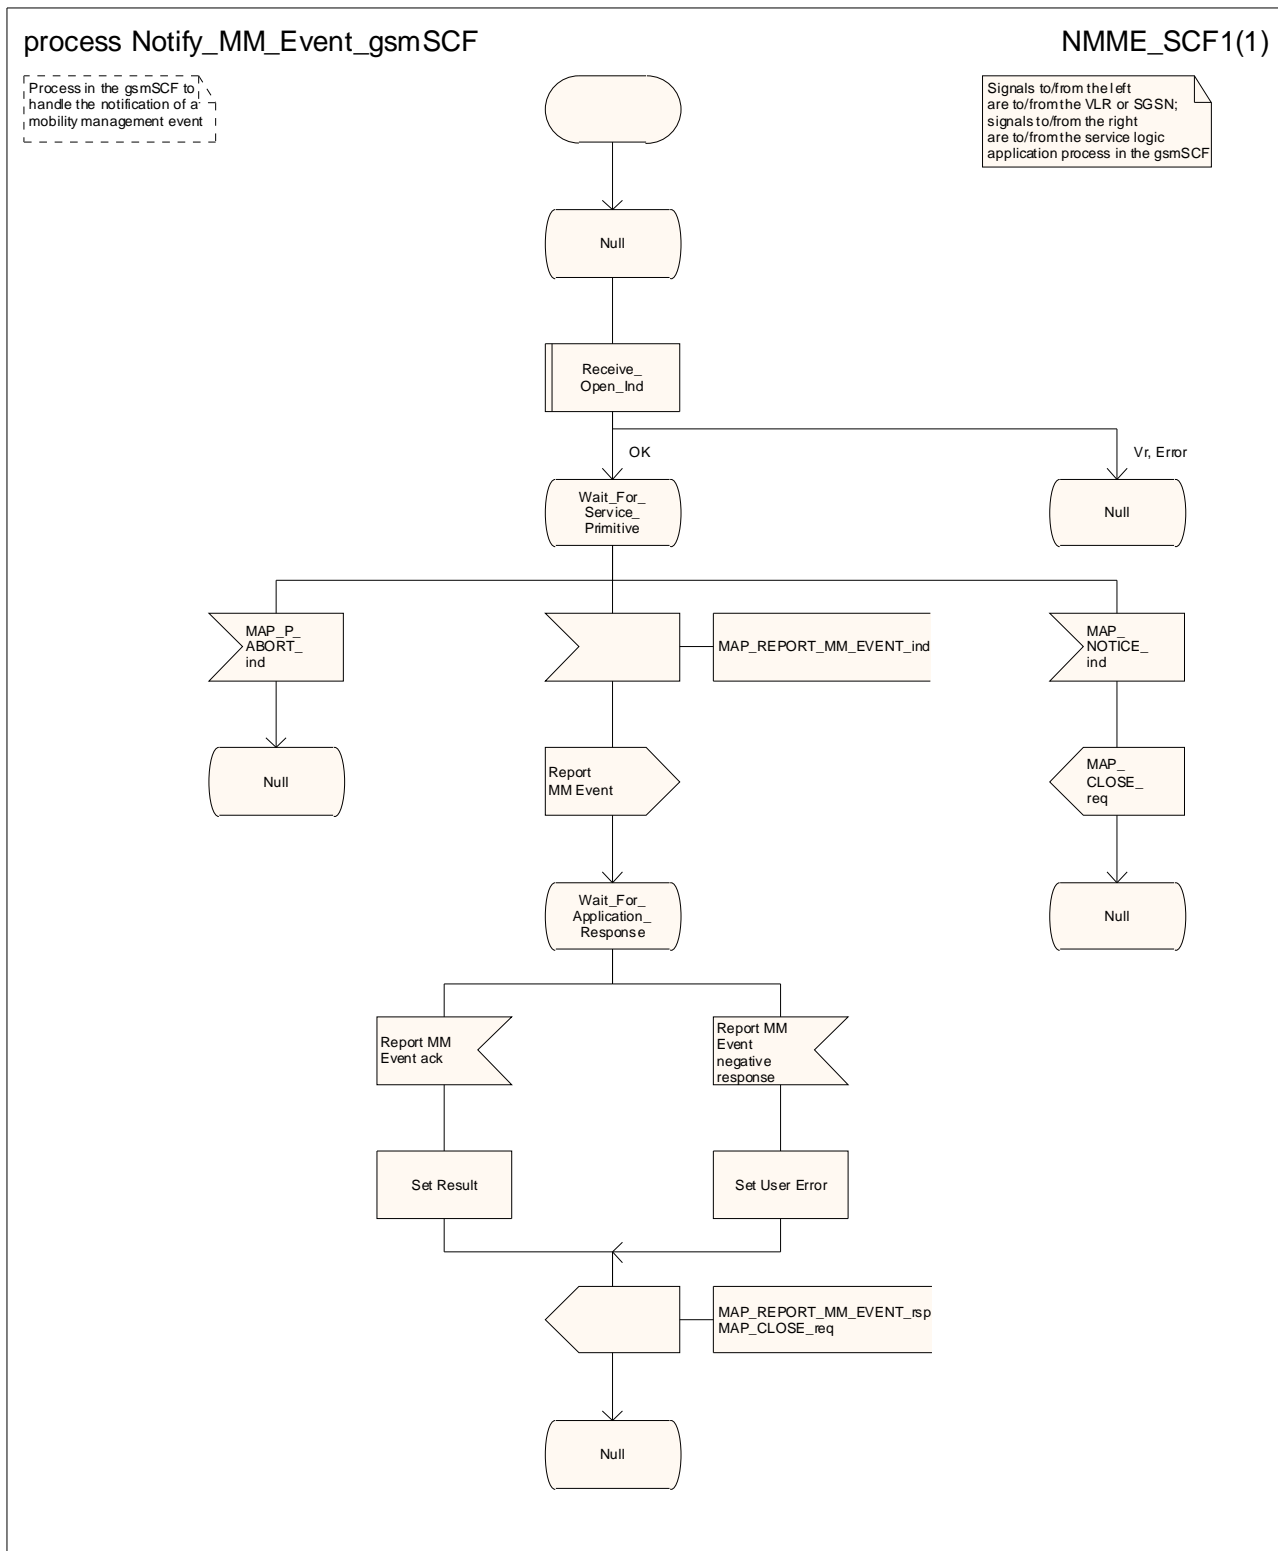 process Notify_MM_Event_gsmSCF
NMME_SCF1(1)
Process in the gsmSCF to
handle the notification of a
mobility management event
Signals to/from the left
are to/from the VLR or SGSN;
signals to/from the right
are to/from the service logic
application process in the gsmSCF
Null
Receive_
Open_Ind
OK
Vr, Error
Wait_For_
Service_
Primitive
Null
MAP_P_
ABORT_
ind
MAP_REPORT_MM_EVENT_ind
MAP_
NOTICE_
ind
Null
Report
MM Event
MAP_
CLOSE_
req
Wait_For_
Application_
Response
Null
Report MM
Event ack
Report MM
Event
negative
response
Set Result
Set User Error
MAP_REPORT_MM_EVENT_rsp
MAP_CLOSE_req
Null